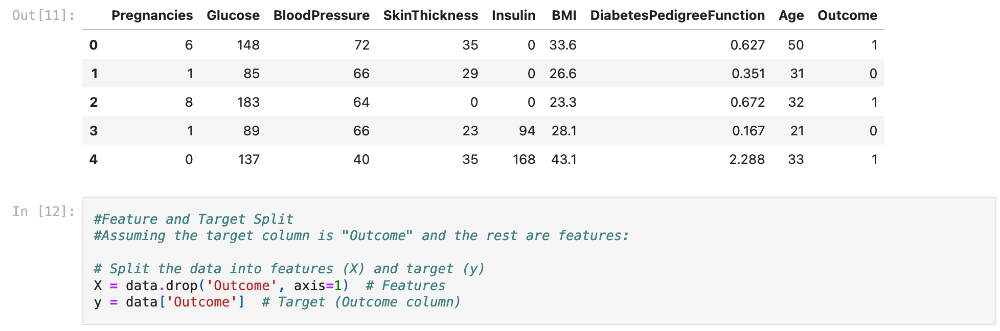 Out[11]:
Pregnancies Glucose BloodPressure SkinThickness Insulin BMI DiabetesPedigreeFunction Age Outcome
0 6 148 72 35 0 33.6 0.627 50 1
1 1 85 66 29 0 26.6 0.351 31 0
2 8 183 64 0 0 23.3 0.672 32 1
3 1 89 66 23 94 28.1 0.167 21 0
4 0 137 40 35 168 43.1 2.288 33 1
In [12]:
#Feature and Target Split
#Assuming the target column is "Outcome" and the rest are features:
# Split the data into features (X) and target (y)
X = data.drop('Outcome', axis=1)  # Features
y = data['Outcome']  # Target (Outcome column)